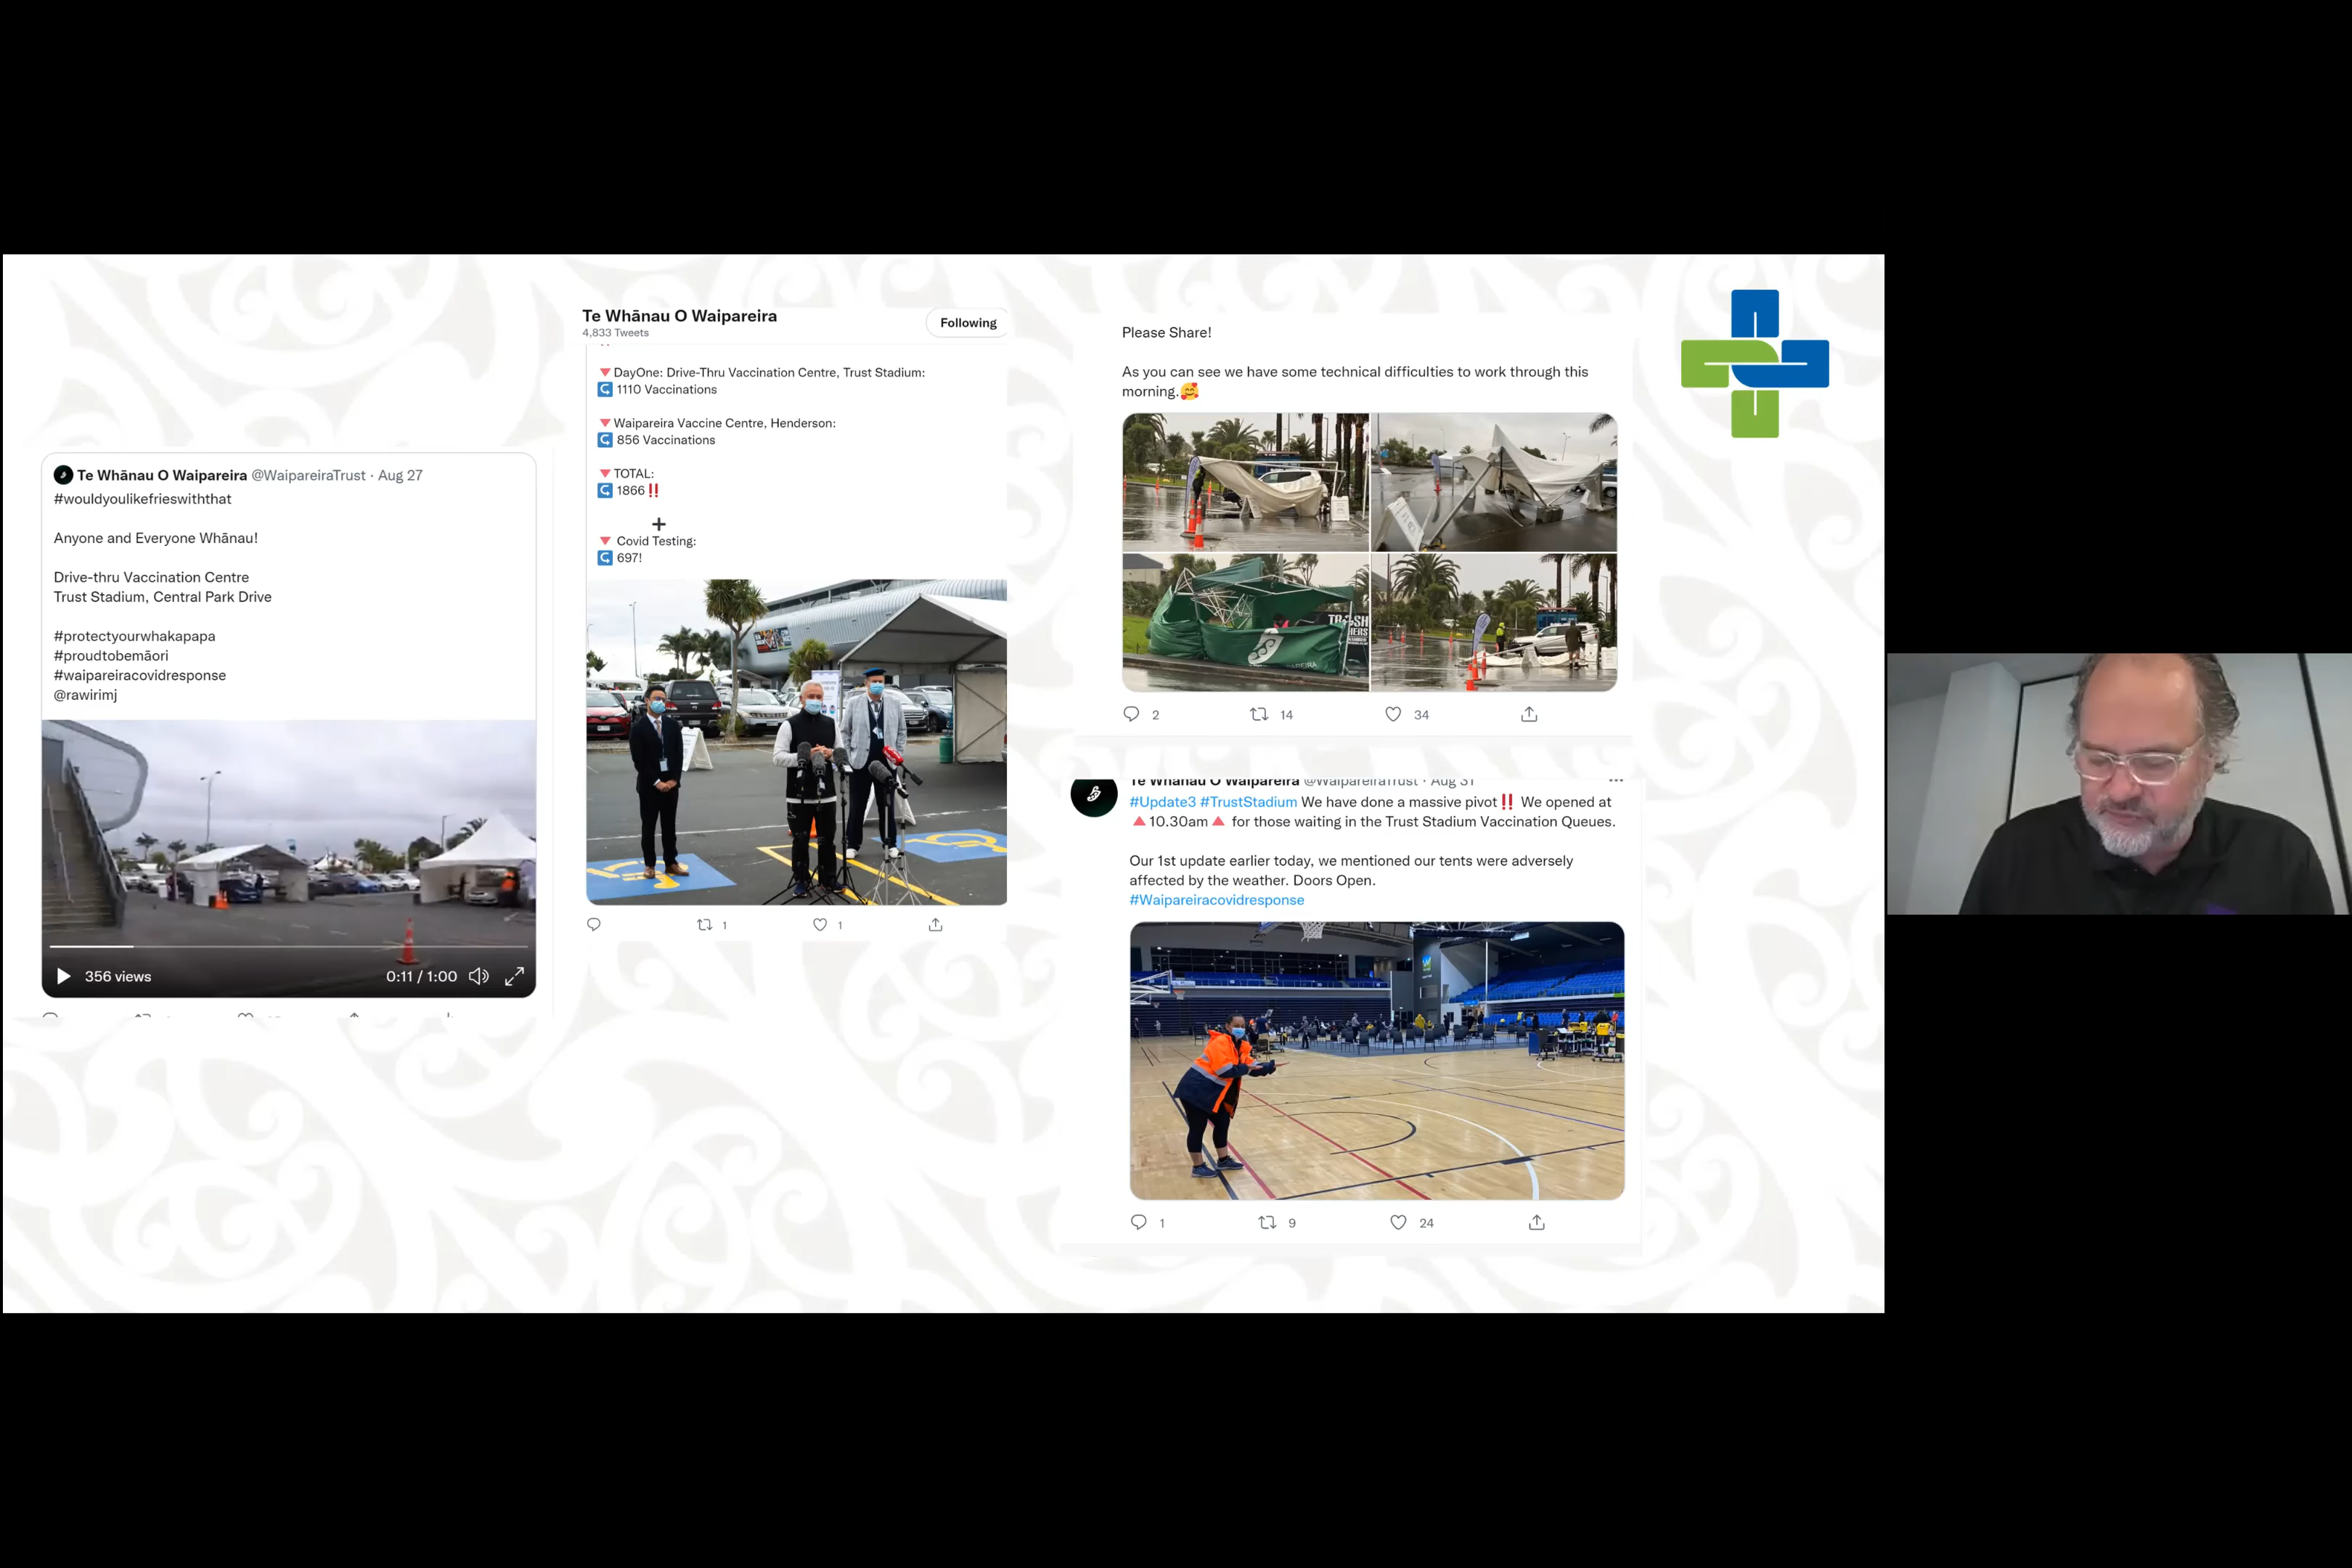 Te Whānau O Waipareira @WaipareiraTrust · Aug 27
#wouldyoulikefrieswiththat
Anyone and Everyone Whānau!
Drive-thru Vaccination Centre
Trust Stadium, Central Park Drive
#protectyourwhakapapa
#proudtobemāori
#waipareiracovidresponse
@rawirimj
356 views
0:11 / 1:00
Te Whānau O Waipareira
4,833 Tweets
Following
DayOne: Drive-Thru Vaccination Centre, Trust Stadium:
1110 Vaccinations
Waipareira Vaccine Centre, Henderson:
856 Vaccinations
TOTAL:
1866‼
+
Covid Testing:
697!
1
1
Please Share!
As you can see we have some technical difficulties to work through this
morning.🥰
2
14
34
Te Whānau O Waipareira @WaipareiraTrust · Aug 31
#Update3 #TrustStadium We have done a massive pivot‼ We opened at
🔺10.30am🔺 for those waiting in the Trust Stadium Vaccination Queues.
Our 1st update earlier today, we mentioned our tents were adversely
affected by the weather. Doors Open.
#Waipareiracovidresponse
1
9
24